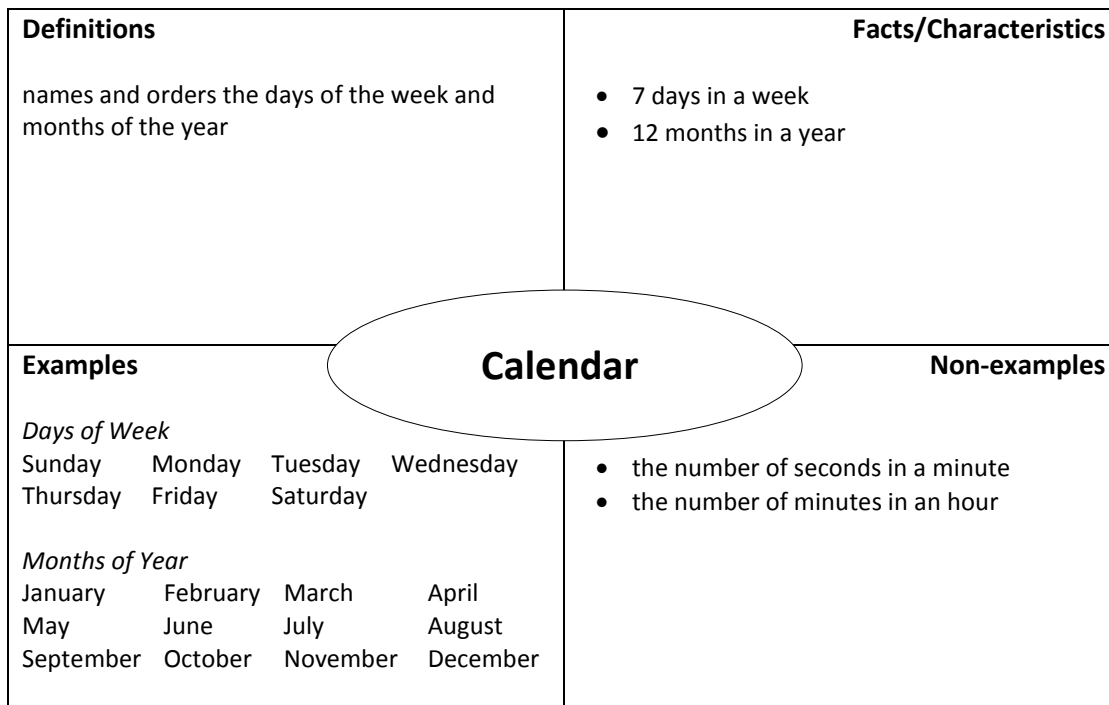 Definitions
names and orders the days of the week and
months of the year
Facts/Characteristics
• 7 days in a week
• 12 months in a year
Calendar
Examples
Days of Week
Sunday Monday Tuesday Wednesday
Thursday Friday Saturday
Months of Year
January February March April
May June July August
September October November December
Non-examples
• the number of seconds in a minute
• the number of minutes in an hour